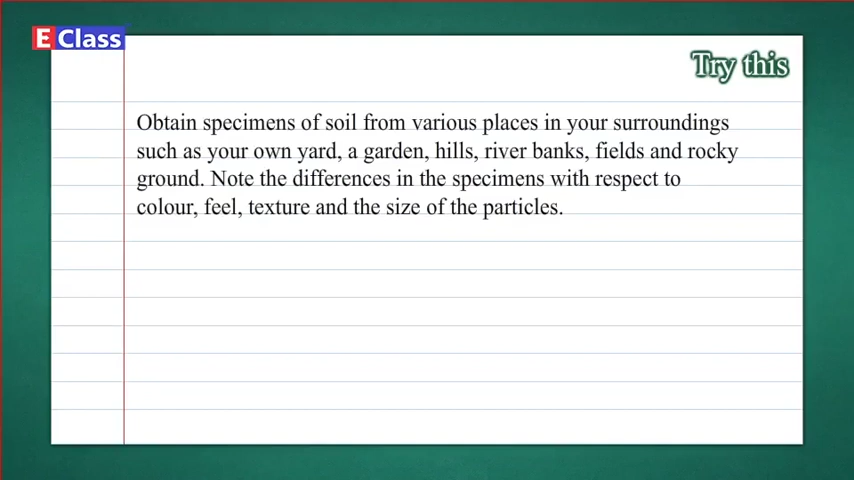 E Class
Try this
Obtain specimens of soil from various places in your surroundings
such as your own yard, a garden, hills, river banks, fields and rocky
ground. Note the differences in the specimens with respect to
colour, feel, texture and the size of the particles.